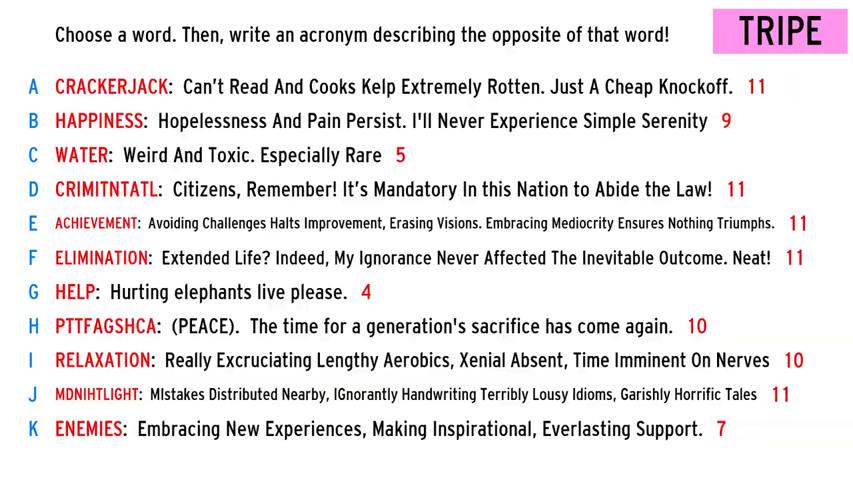 Choose a word. Then, write an acronym describing the opposite of that word!
TRIPE
A CRACKERJACK: Can't Read And Cooks Kelp Extremely Rotten. Just A Cheap Knockoff. 11
B HAPPINESS: Hopelessness And Pain Persist. I'll Never Experience Simple Serenity 9
C WATER: Weird And Toxic. Especially Rare 5
D CRIMITNTATL: Citizens, Remember! It's Mandatory In this Nation to Abide the Law! 11
E ACHIEVEMENT: Avoiding Challenges Halts Improvement, Erasing Visions. Embracing Mediocrity Ensures Nothing Triumphs. 11
F ELIMINATION: Extended Life? Indeed, My Ignorance Never Affected The Inevitable Outcome. Neat! 11
G HELP: Hurting elephants live please. 4
H PTTFAGSHCA: (PEACE). The time for a generation's sacrifice has come again. 10
I RELAXATION: Really Excruciating Lengthy Aerobics, Xenial Absent, Time Imminent On Nerves 10
J MDNIHTLIGHT: MIstakes Distributed Nearby, IGnorantly Handwriting Terribly Lousy Idioms, Garishly Horrific Tales 11
K ENEMIES: Embracing New Experiences, Making Inspirational, Everlasting Support. 7